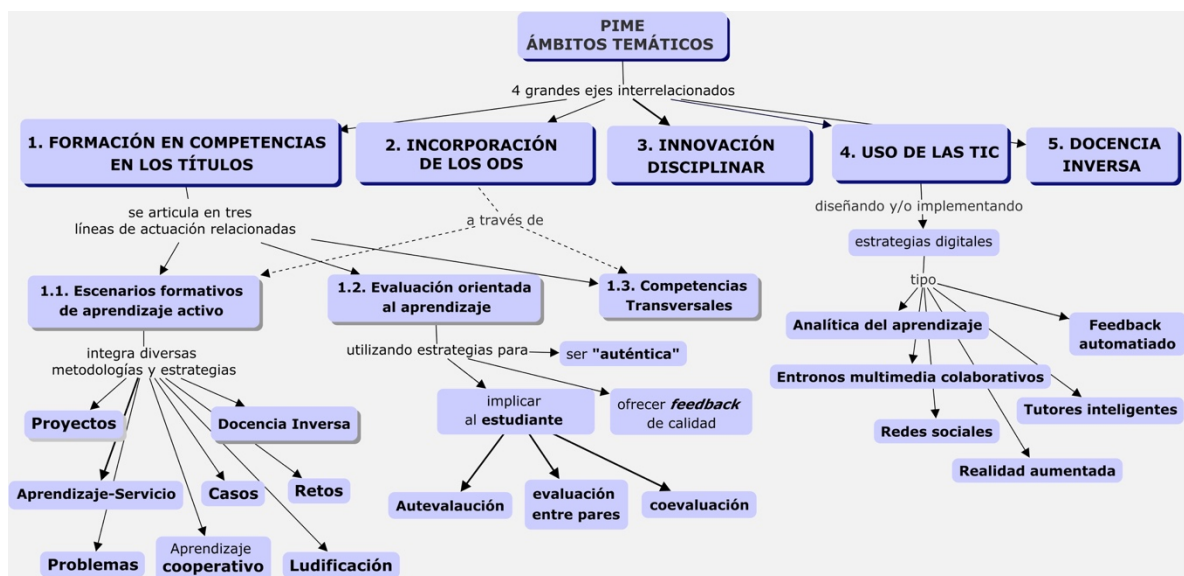 PIME
ÁMBITOS TEMÁTICOS
4 grandes ejes interrelacionados
1. FORMACIÓN EN COMPETENCIAS
EN LOS TÍTULOS
2. INCORPORACIÓN
DE LOS ODS
3. INNOVACIÓN
DISCIPLINAR
4. USO DE LAS TIC
5. DOCENCIA
INVERSA
se articula en tres
líneas de actuación relacionadas
a través de
diseñando y/o implementando
estrategias digitales
tipo
1.1. Escenarios formativos
de aprendizaje activo
1.2. Evaluación orientada
al aprendizaje
1.3. Competencias
Transversales
integra diversas
metodologías y estrategias
Proyectos
Docencia Inversa
Aprendizaje-Servicio
Casos
Retos
Problemas
Aprendizaje
cooperativo
Ludificación
utilizando estrategias para
ser "auténtica"
implicar
al estudiante
ofrecer feedback
de calidad
Autevalaución
evaluación
entre pares
coevaluación
Analítica del aprendizaje
Feedback
automatiado
Entronos multimedia colaborativos
Tutores inteligentes
Redes sociales
Realidad aumentada